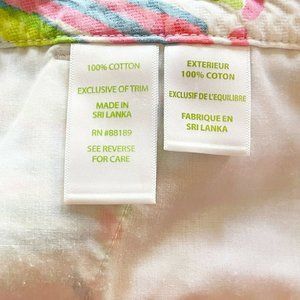 100% COTTON
EXCLUSIVE OF TRIM
MADE IN
SRI LANKA
RN #88189
SEE REVERSE
FOR CARE
EXTERIEUR
100% COTON
EXCLUSIF DE L'EQUILIBRE
FABRIQUE EN
SRI LANKA